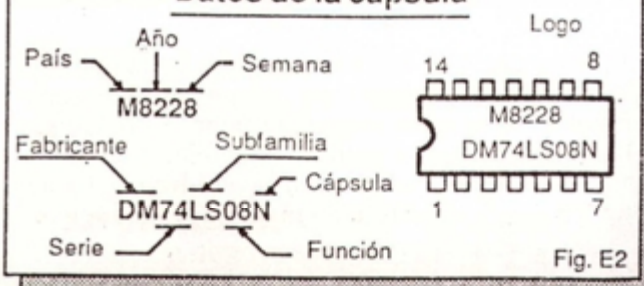 Datos de la cápsula
País
Año
Semana
M8228
Fabricante
Subfamilia
Cápsula
DM74LS08N
Serie
Función
Logo
14
8
M8228
DM74LS08N
1
7
Fig. E2